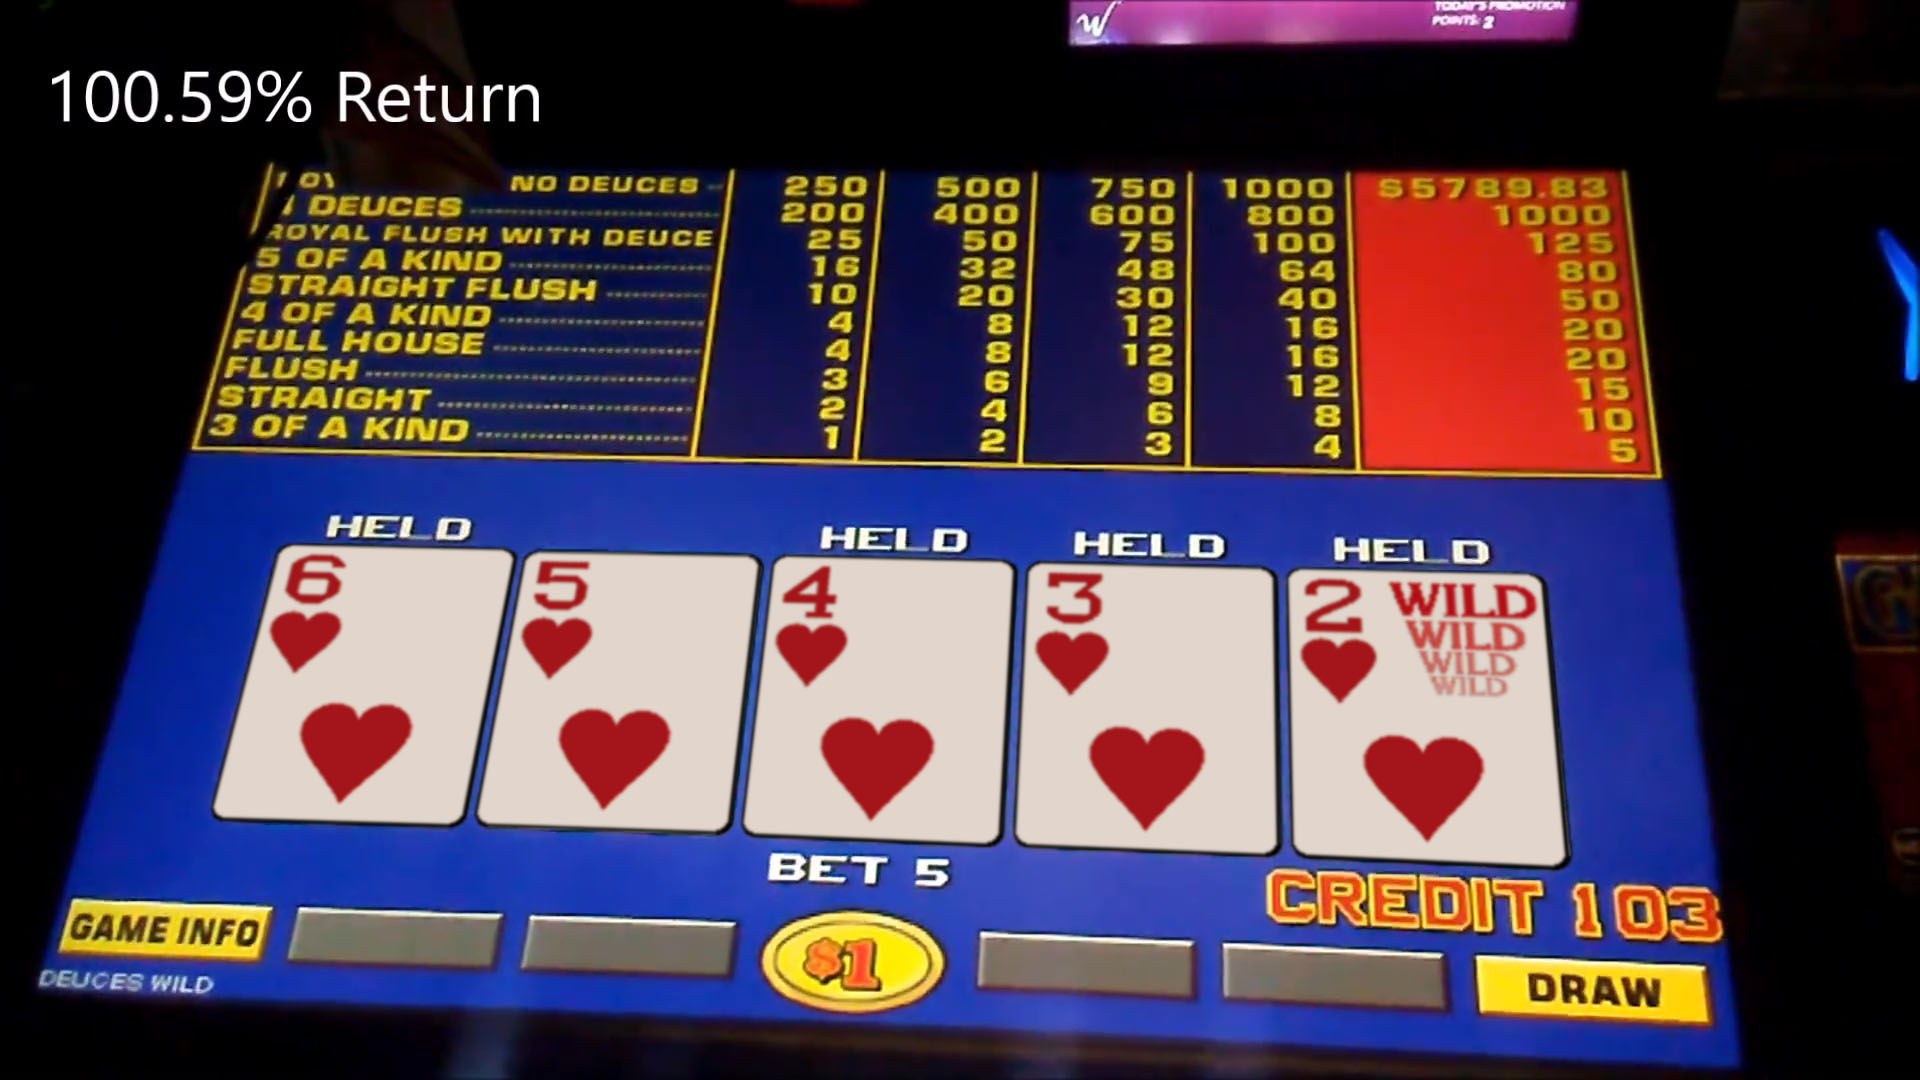 W TODAY'S PROMOTION
POINTS: 2
100.59% Return
NO DEUCES 250 500 750 1000 $5789.83
DEUCES 200 400 600 800 1000
ROYAL FLUSH WITH DEUCE 25 50 75 100 125
5 OF A KIND 16 32 48 64 80
STRAIGHT FLUSH 10 20 30 40 50
4 OF A KIND 4 8 12 16 20
FULL HOUSE 4 8 12 16 20
FLUSH 3 6 9 12 15
STRAIGHT 2 4 6 8 10
3 OF A KIND 1 2 3 4 5
HELD HELD HELD HELD
6 5 4 3 2 WILD
WILD
WILD
WILD
BET 5
CREDIT 103
GAME INFO $1 DRAW
DEUCES WILD